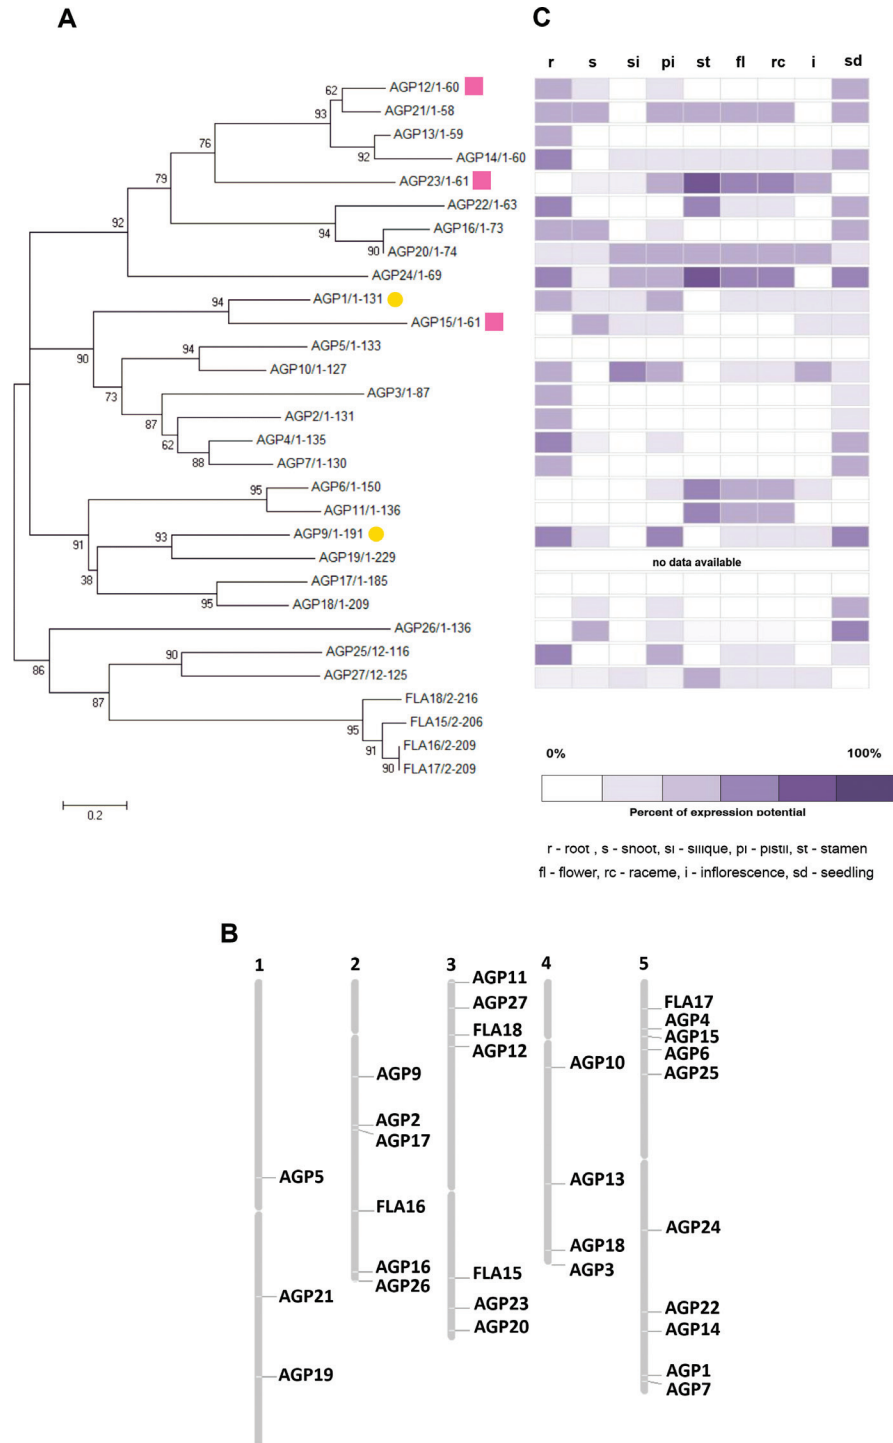 A
C
r s si pi st fl rc i sd
AGP12/1-60
62
AGP21/1-58
93
AGP13/1-59
76
92
AGP14/1-60
79
AGP23/1-61
92
AGP22/1-63
AGP16/1-73
94
90
AGP20/1-74
AGP24/1-69
94
AGP1/1-131
AGP15/1-61
90
AGP5/1-133
94
AGP10/1-127
73
AGP3/1-87
87
AGP2/1-131
62
AGP4/1-135
88
AGP7/1-130
95
AGP6/1-150
AGP11/1-136
91
93
AGP9/1-191
AGP19/1-229
no data available
38
AGP17/1-185
95
AGP18/1-209
AGP26/1-136
86
90
AGP25/12-116
AGP27/12-125
87
FLA18/2-216
95
FLA15/2-206
91
FLA16/2-209
90
FLA17/2-209
0.2
0% 100%
Percent of expression potential
r - root , s - shoot, si - silique, pi - pistil, st - stamen
fl - flower, rc - raceme, i - inflorescence, sd - seedling
B
1 2 3 4 5
AGP5
AGP21
AGP19
AGP9
AGP2
AGP17
FLA16
AGP16
AGP26
AGP11
AGP27
FLA18
AGP12
FLA15
AGP23
AGP20
AGP10
AGP13
AGP18
AGP3
FLA17
AGP4
AGP15
AGP6
AGP25
AGP24
AGP22
AGP14
AGP1
AGP7